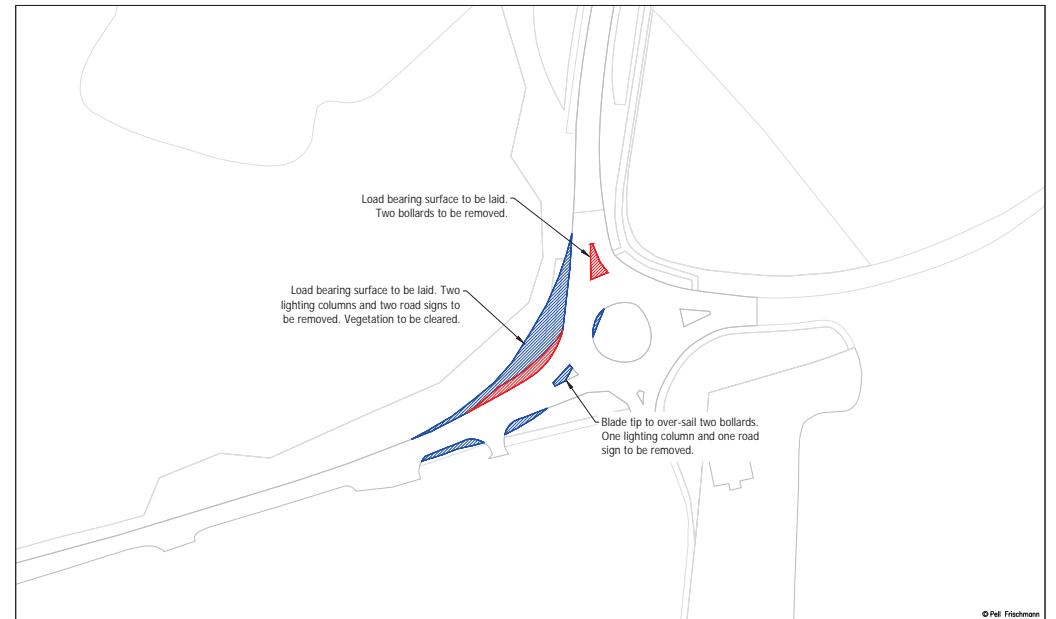 Load bearing surface to be laid.
Two bollards to be removed.
Load bearing surface to be laid. Two
lighting columns and two road signs to
be removed. Vegetation to be cleared.
Blade tip to over-sail two bollards.
One lighting column and one road
sign to be removed.
© Pell Frischmann